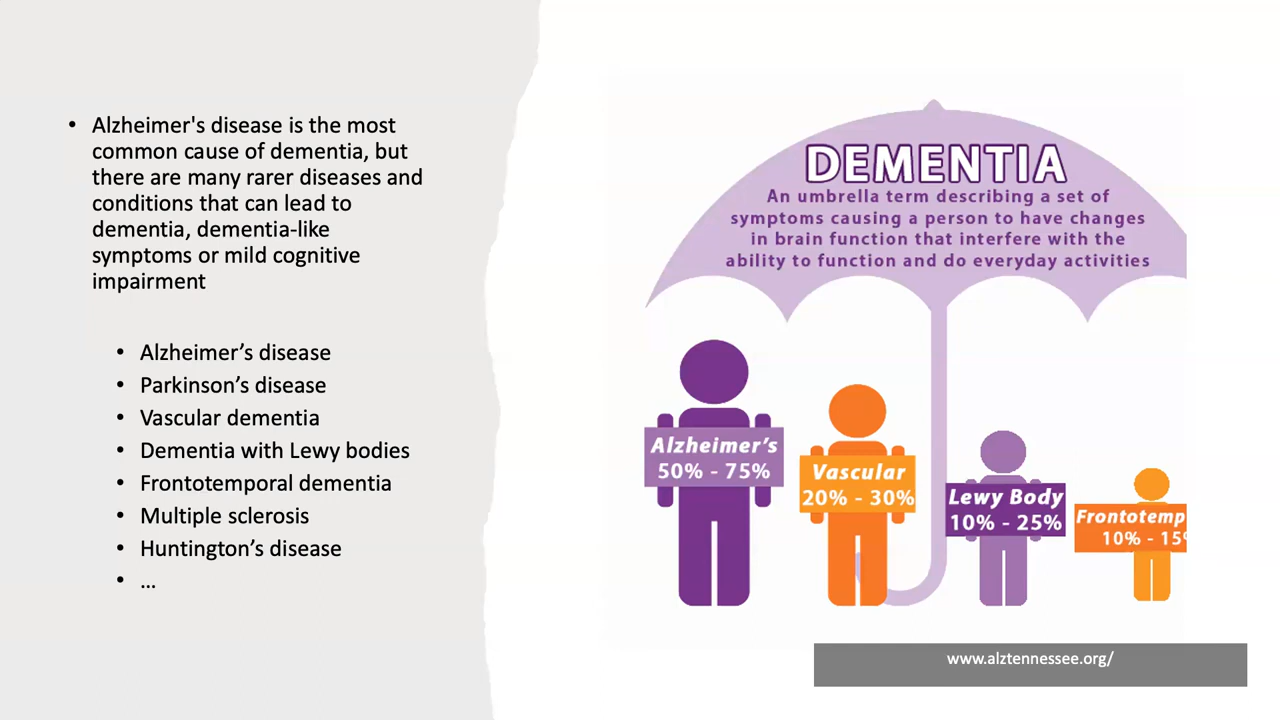 • Alzheimer's disease is the most
common cause of dementia, but
there are many rarer diseases and
conditions that can lead to
dementia, dementia-like
symptoms or mild cognitive
impairment
• Alzheimer’s disease
• Parkinson’s disease
• Vascular dementia
• Dementia with Lewy bodies
• Frontotemporal dementia
• Multiple sclerosis
• Huntington’s disease
• …
DEMENTIA
An umbrella term describing a set of
symptoms causing a person to have changes
in brain function that interfere with the
ability to function and do everyday activities
Alzheimer’s
50% - 75%
Vascular
20% - 30%
Lewy Body
10% - 25%
Frontotemp
10% - 15
www.alztennessee.org/